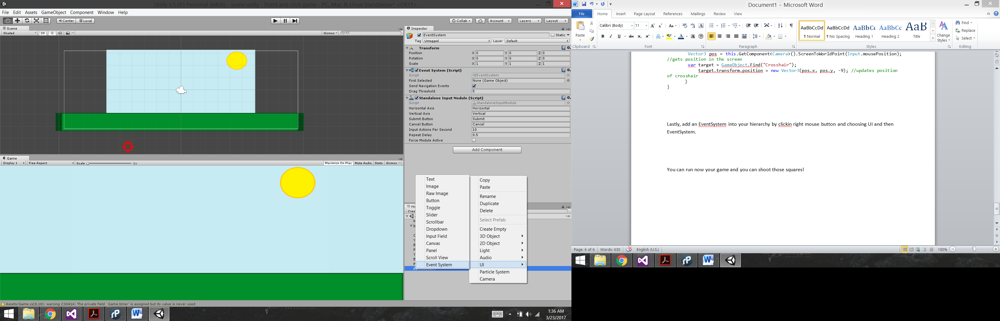 Unity 5.5.0f3 Personal (64bit) - scene.unity - Point and click game - PC, Mac & Linux Standalone* <DX11>
File Edit Assets GameObject Component Window Help
Center Local
Collab Account Layers Layout
Scene
Shaded 2D Gizmos All
Game
Display 1 Free Aspect Scale 1x Maximize On Play Mute Audio Stats Gizmos
Assets/Game.cs(8,18): warning CS0414: The private field `Game.timer' is assigned but its value is never used
Inspector
EventSystem Static
Tag Untagged Layer Default
Transform
Position X 0 Y 0 Z 0
Rotation X 0 Y 0 Z 0
Scale X 1 Y 1 Z 1
Event System (Script)
Script EventSystem
First Selected None (Game Object)
Send Navigation Events
Drag Threshold 5
Standalone Input Module (Script)
Script StandaloneInputModule
Horizontal Axis Horizontal
Vertical Axis Vertical
Submit Button Submit
Cancel Button Cancel
Input Actions Per Second 10
Repeat Delay 0.5
Force Module Active
Add Component
Text
Image
Raw Image
Button
Toggle
Slider
Scrollbar
Dropdown
Input Field
Canvas
Panel
Scroll View
Event System
Copy
Paste
Rename
Duplicate
Delete
Select Prefab
Create Empty
3D Object
2D Object
Light
Audio
UI
Particle System
Camera
1:36 AM
3/23/2017
Document1 - Microsoft Word
File Home Insert Page Layout References Mailings Review View
Paste
Calibri (Body) 11
AaBbCcDd AaBbCcDd AaBbCc AaBbCc AaB
¶ Normal ¶ No Spacing Heading 1 Heading 2 Title
Change Styles
Find
Replace
Select
Clipboard Font Paragraph Styles Editing
Vector3 pos = this.GetComponent<Camera>().ScreenToWorldPoint(Input.mousePosition);
//gets position in the screen
var target = GameObject.Find("Crosshair");
target.transform.position = new Vector3(pos.x, pos.y, -9); //updates position
of crosshair
}
}
Lastly, add an EventSystem into your hierarchy by clickin right mouse button and choosing UI and then
EventSystem.
You can run now your game and you can shoot those squares!
Page: 6 of 6 Words: 630 English (U.S.) 100%